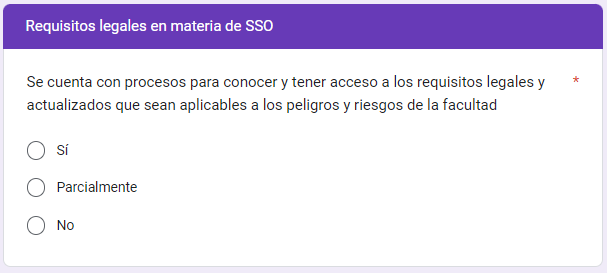 Requisitos legales en materia de SSO
Se cuenta con procesos para conocer y tener acceso a los requisitos legales y *
actualizados que sean aplicables a los peligros y riesgos de la facultad
Sí
Parcialmente
No